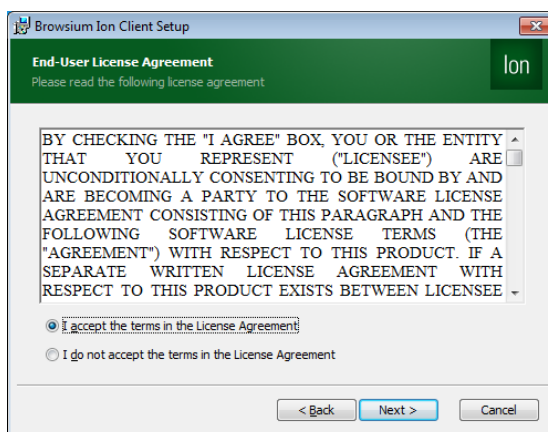 Browsium Ion Client Setup
End-User License Agreement
Please read the following license agreement
Ion
BY CHECKING THE "I AGREE" BOX, YOU OR THE ENTITY
THAT YOU REPRESENT ("LICENSEE") ARE
UNCONDITIONALLY CONSENTING TO BE BOUND BY AND
ARE BECOMING A PARTY TO THE SOFTWARE LICENSE
AGREEMENT CONSISTING OF THIS PARAGRAPH AND THE
FOLLOWING SOFTWARE LICENSE TERMS (THE
"AGREEMENT") WITH RESPECT TO THIS PRODUCT. IF A
SEPARATE WRITTEN LICENSE AGREEMENT WITH
RESPECT TO THIS PRODUCT EXISTS BETWEEN LICENSEE
I accept the terms in the License Agreement
I do not accept the terms in the License Agreement
< Back Next > Cancel